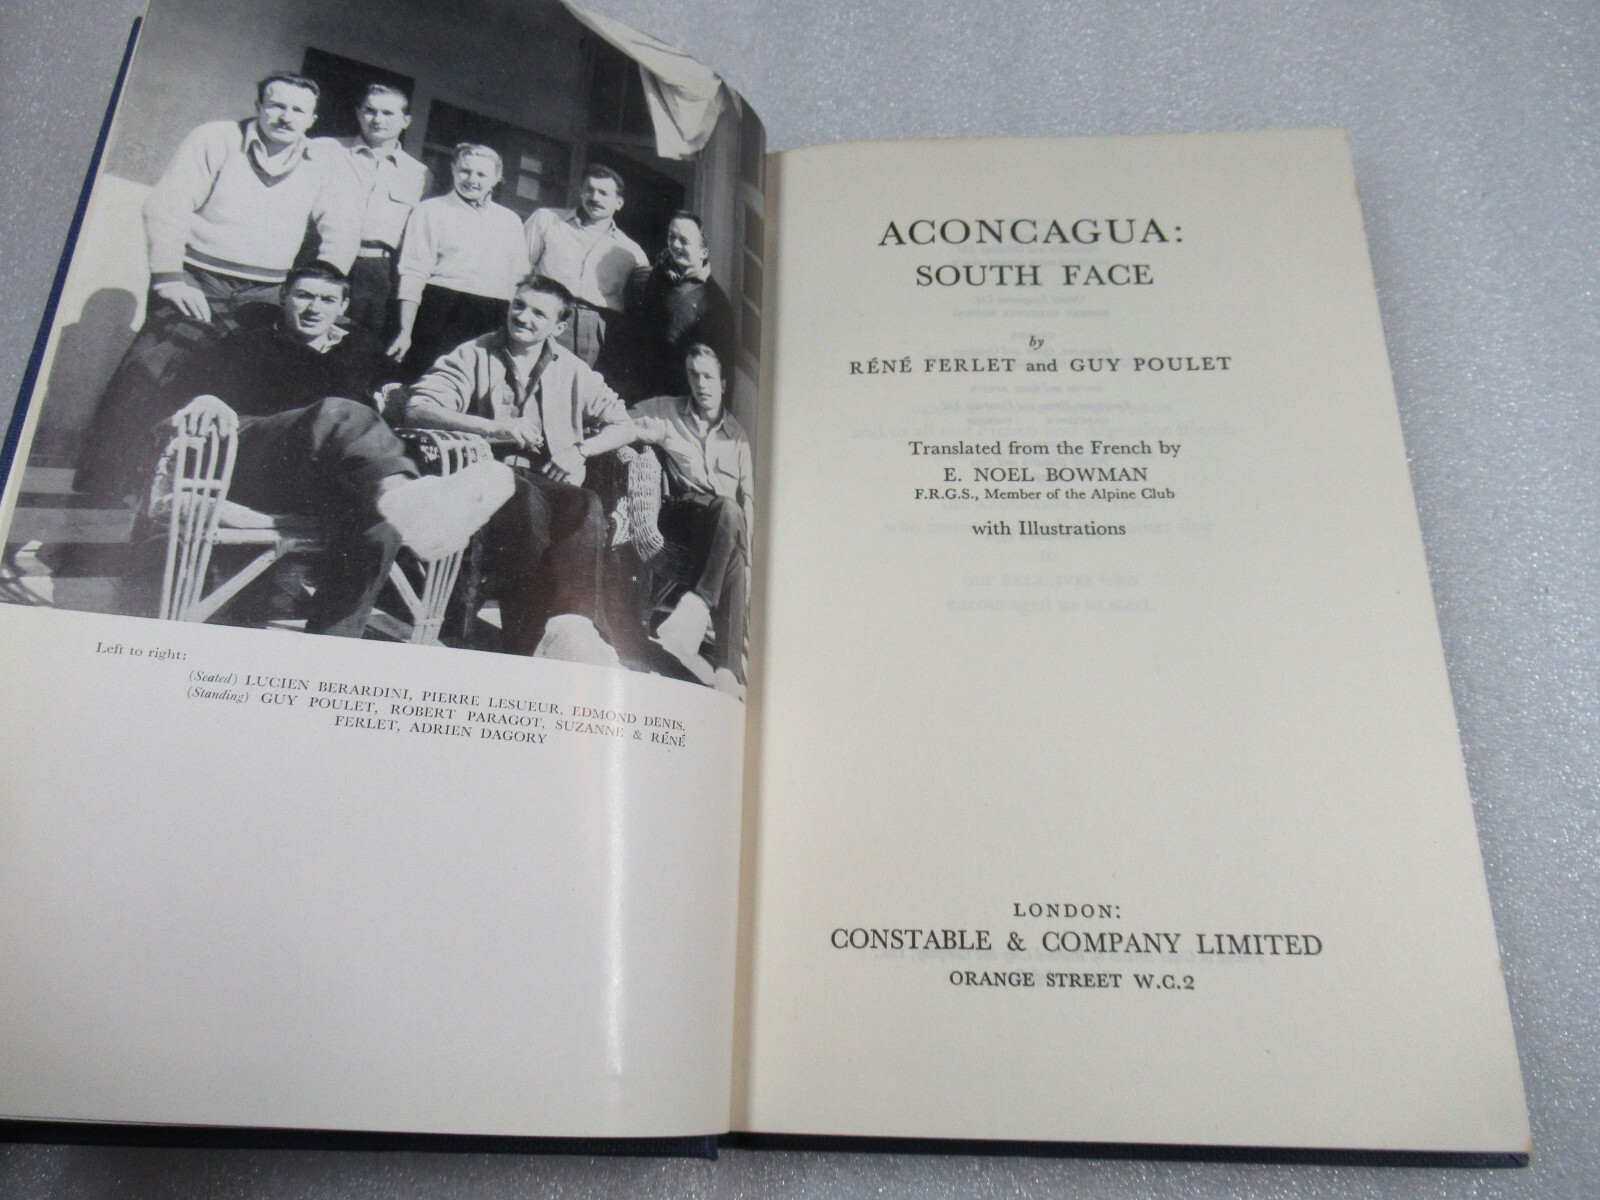 Left to right:
(Seated) LUCIEN BERARDINI, PIERRE LESUEUR, EDMOND DENIS.
(Standing) GUY POULET, ROBERT PARAGOT, SUZANNE & RÉNÉ
FERLET, ADRIEN DAGORY
ACONCAGUA:
SOUTH FACE
by
RÉNÉ FERLET and GUY POULET
Translated from the French by
E. NOEL BOWMAN
F.R.G.S., Member of the Alpine Club
with Illustrations
LONDON:
CONSTABLE & COMPANY LIMITED
ORANGE STREET W.C.2